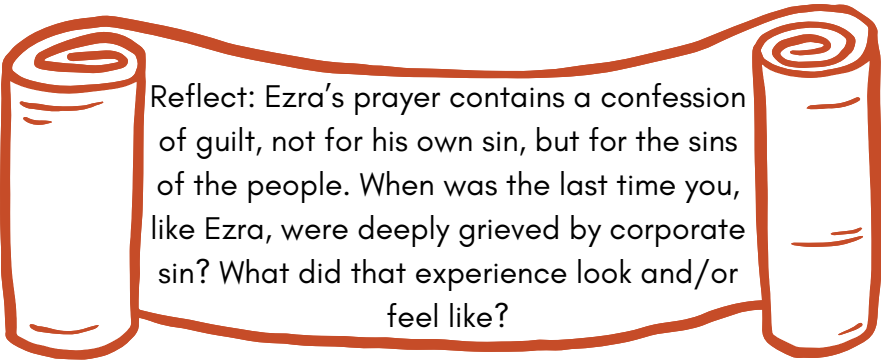 Reflect: Ezra’s prayer contains a confession
of guilt, not for his own sin, but for the sins
of the people. When was the last time you,
like Ezra, were deeply grieved by corporate
sin? What did that experience look and/or
feel like?